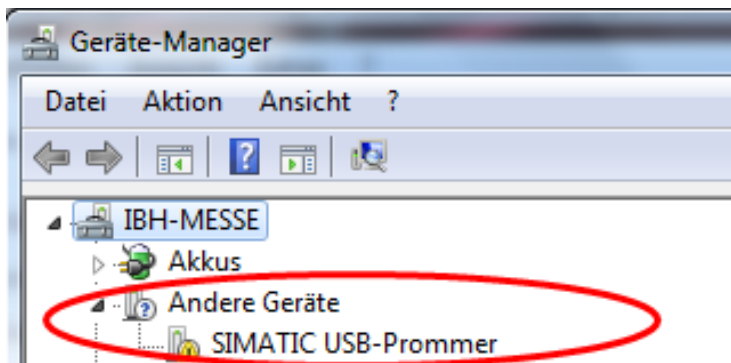 Geräte-Manager
Datei Aktion Ansicht ?
?
IBH-MESSE
Akkus
Andere Geräte
SIMATIC USB-Prommer